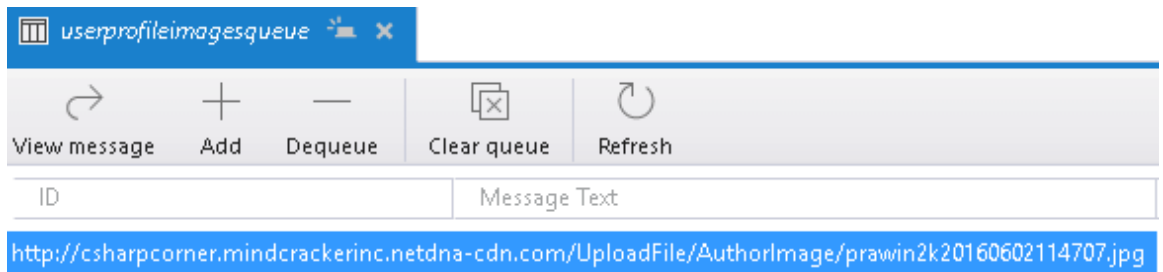 userprofileimagesqueue
View message Add Dequeue Clear queue Refresh
ID Message Text
http://csharpcorner.mindcrackerinc.netdna-cdn.com/UploadFile/AuthorImage/prawin2k20160602114707.jpg